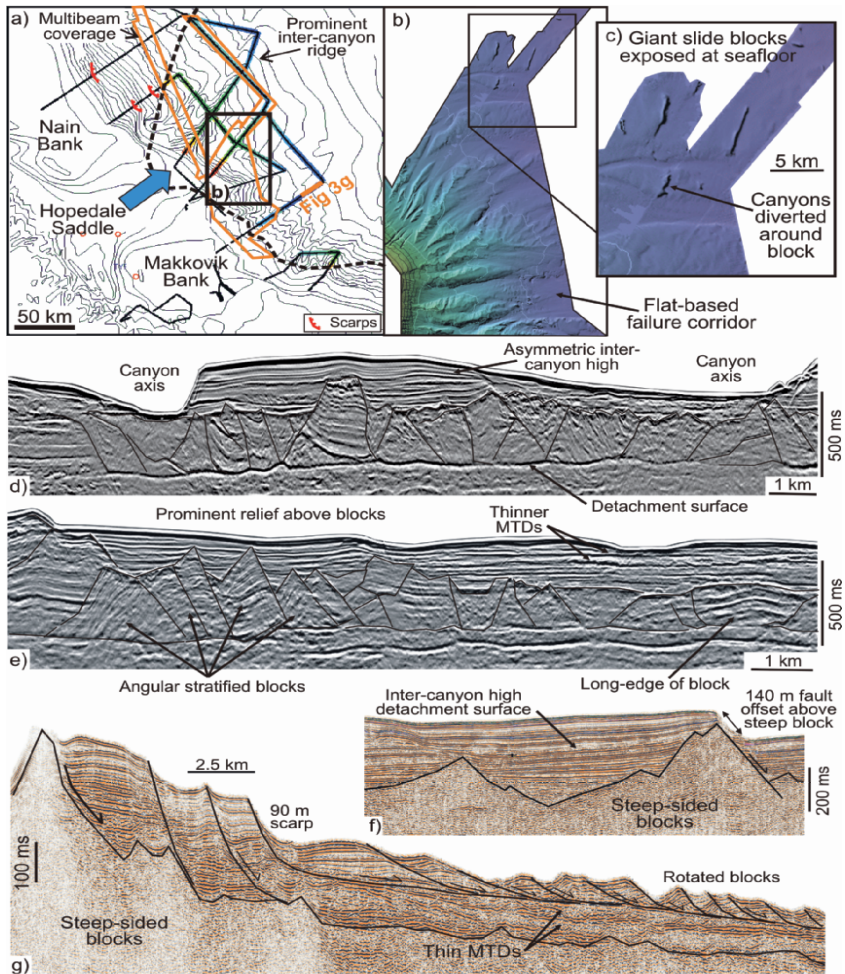 a)
Multibeam
coverage
Prominent
inter-canyon
ridge
Nain
Bank
b)
Fig 3g
Hopedale
Saddle
Makkovik
Bank
50 km
Scarps
b)
Flat-based
failure corridor
c) Giant slide blocks
exposed at seafloor
5 km
Canyons
diverted
around
block
Canyon
axis
Asymmetric inter-
canyon high
Canyon
axis
500 ms
d)
Detachment surface
1 km
Prominent relief above blocks
Thinner
MTDs
500 ms
e)
1 km
Angular stratified blocks
Long-edge of block
Inter-canyon high
detachment surface
140 m fault
offset above
steep block
f)
Steep-sided
blocks
200 ms
2.5 km
90 m
scarp
100 ms
Rotated blocks
Steep-sided
blocks
Thin MTDs
g)